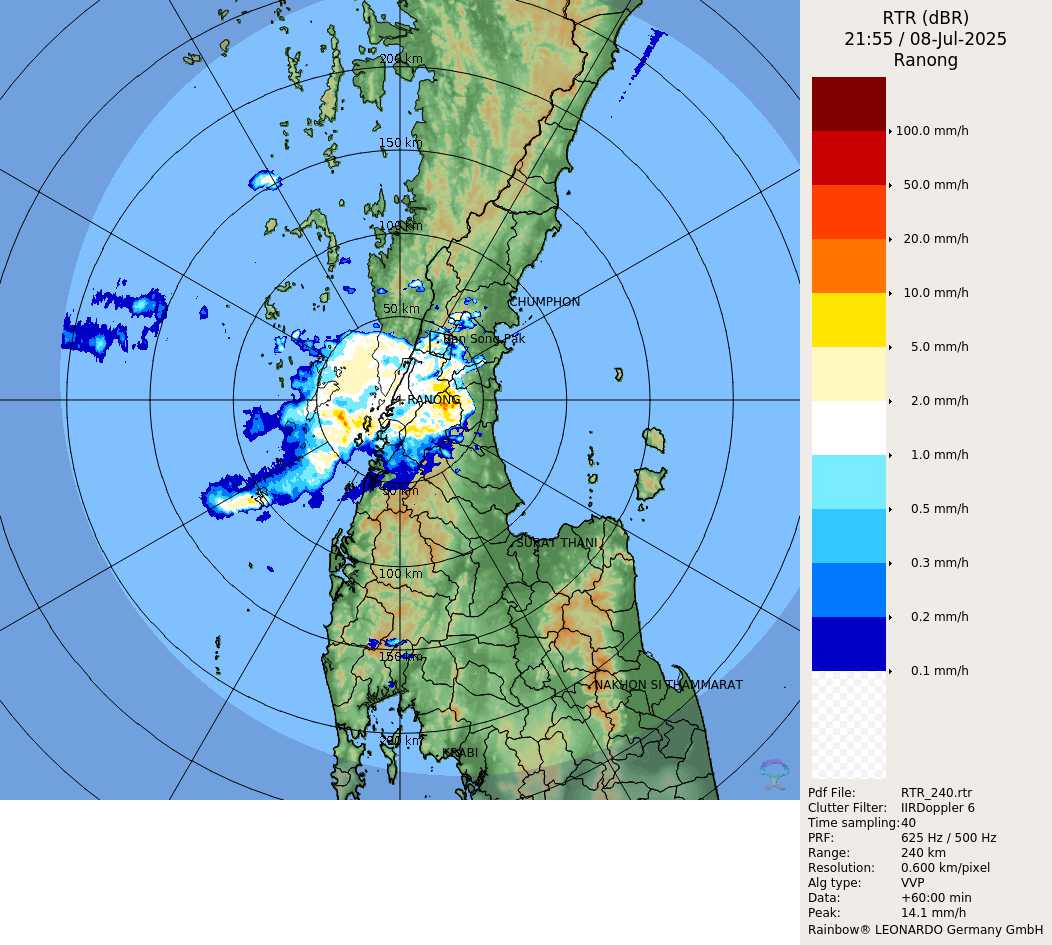 RTR (dBR)
21:55 / 08-Jul-2025
Ranong
100.0 mm/h
50.0 mm/h
20.0 mm/h
10.0 mm/h
5.0 mm/h
2.0 mm/h
1.0 mm/h
0.5 mm/h
0.3 mm/h
0.2 mm/h
0.1 mm/h
200 km
150 km
100 km
CHUMPHON
50 km
Ban Song Pak
RANONG
50 km
SURAT THANI
100 km
150 km
NAKHON SI THAMMARAT
200 km
KRABI
Pdf File: RTR_240.rtr
Clutter Filter: IIRDoppler 6
Time sampling: 40
PRF: 625 Hz / 500 Hz
Range: 240 km
Resolution: 0.600 km/pixel
Alg type: VVP
Data: +60:00 min
Peak: 14.1 mm/h
Rainbow® LEONARDO Germany GmbH